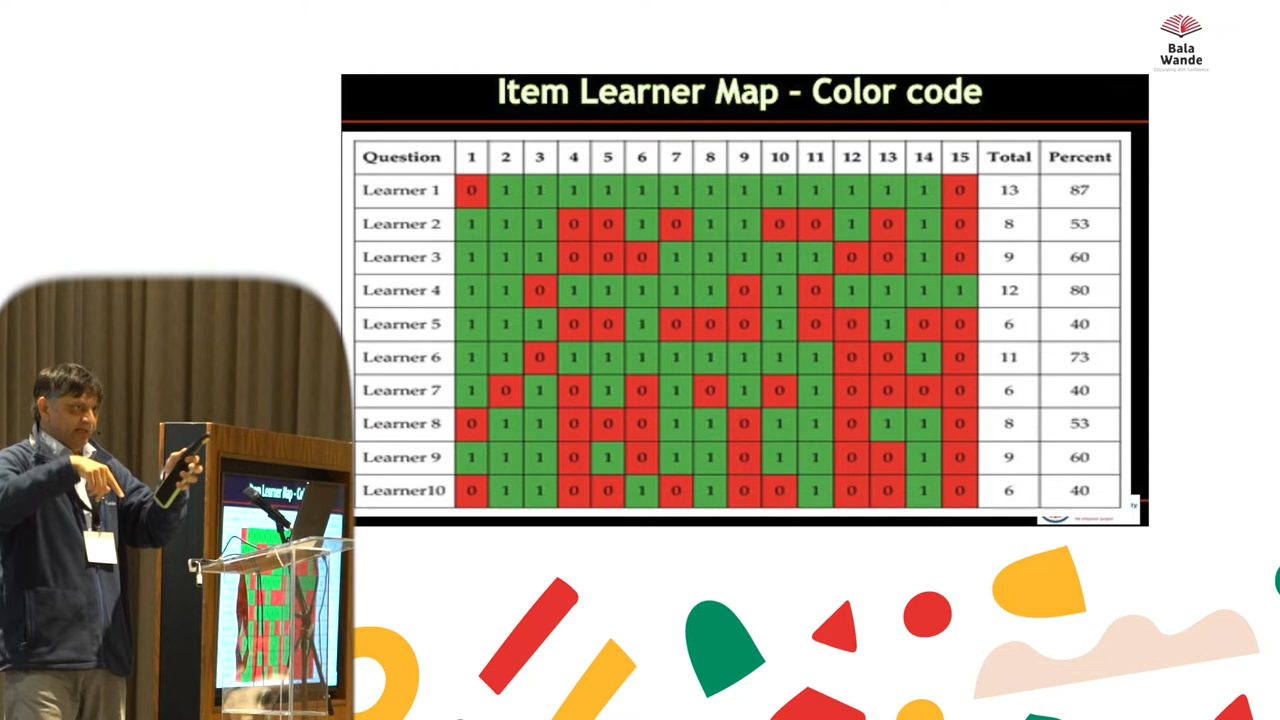 Bala
Wande
Calculating with Confidence
Item Learner Map - Color code
Question 1 2 3 4 5 6 7 8 9 10 11 12 13 14 15 Total Percent
Learner 1 0 1 1 1 1 1 1 1 1 1 1 1 1 1 0 13 87
Learner 2 1 1 1 0 0 1 0 1 1 0 0 1 0 1 0 8 53
Learner 3 1 1 1 0 0 0 1 1 1 1 1 0 0 1 0 9 60
Learner 4 1 1 0 1 1 1 1 1 0 1 0 1 1 1 1 12 80
Learner 5 1 1 1 0 0 1 0 0 0 1 0 0 1 0 0 6 40
Learner 6 1 1 0 1 1 1 1 1 1 1 1 0 0 1 0 11 73
Learner 7 1 0 1 0 1 0 1 0 1 0 1 0 0 0 0 6 40
Learner 8 0 1 1 0 0 0 1 1 0 1 1 0 1 1 0 8 53
Learner 9 1 1 1 0 1 0 1 1 0 1 1 0 0 1 0 9 60
Learner10 0 1 1 0 0 1 0 1 0 0 1 0 0 1 0 6 40
Item Learner Map - Co